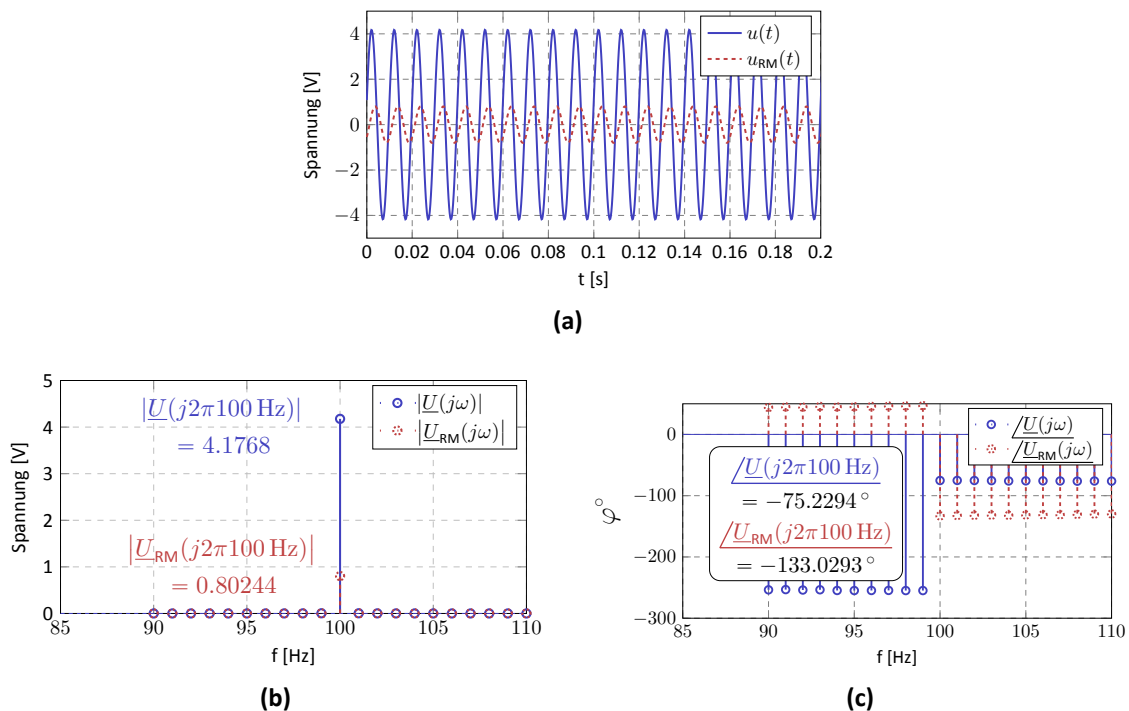 4
2
0
−2
−4
Spannung [V]
u(t)
u_RM(t)
0 0.02 0.04 0.06 0.08 0.1 0.12 0.14 0.16 0.18 0.2
t [s]
(a)
5
4
3
2
1
0
Spannung [V]
|U(j2π100 Hz)|
= 4.1768
|U_RM(j2π100 Hz)|
= 0.80244
|U(jω)|
|U_RM(jω)|
85 90 95 100 105 110
f [Hz]
(b)
0
−100
−200
−300
φ°
∕U(jω)
∕U_RM(jω)
∕U(j2π100 Hz)
= −75.2294°
∕U_RM(j2π100 Hz)
= −133.0293°
85 90 95 100 105 110
f [Hz]
(c)